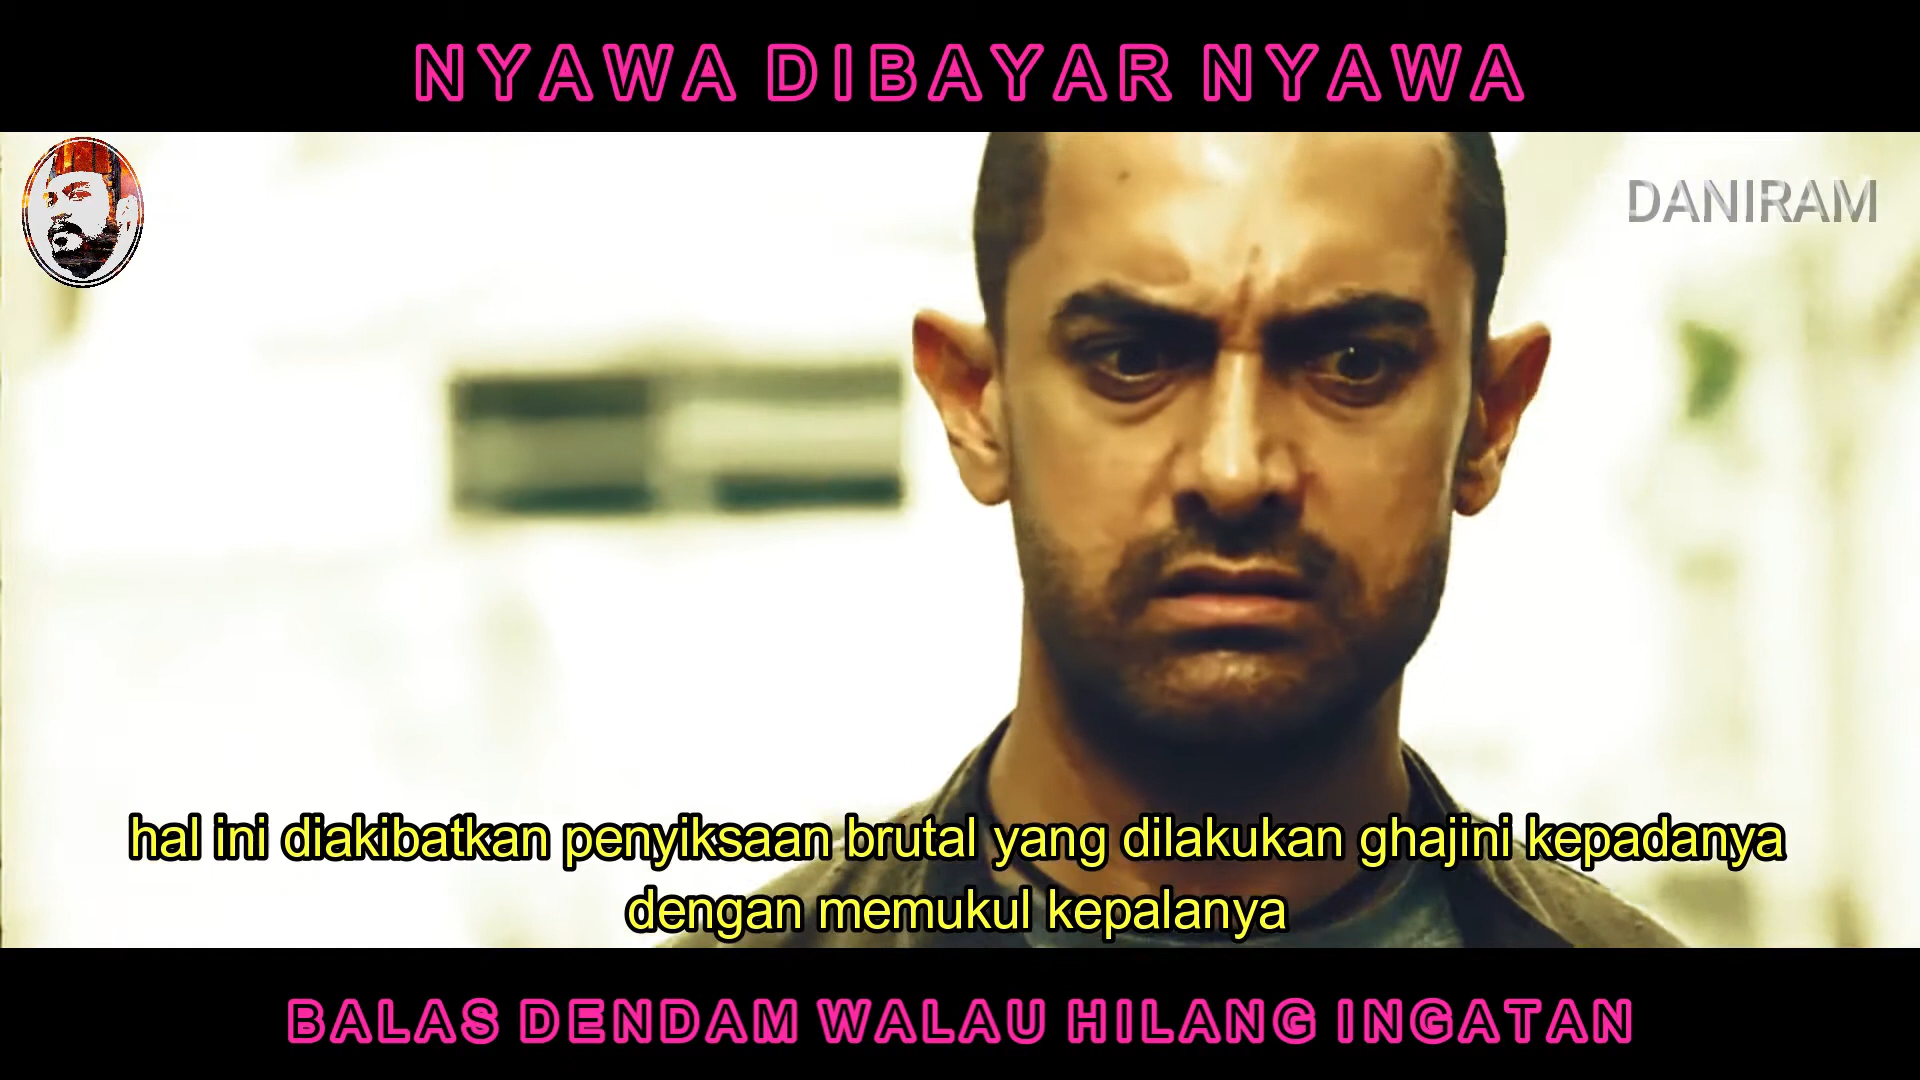 NYAWA DIBAYAR NYAWA
DANIRAM
hal ini diakibatkan penyiksaan brutal yang dilakukan ghajini kepadanya
dengan memukul kepalanya
BALAS DENDAM WALAU HILANG INGATAN